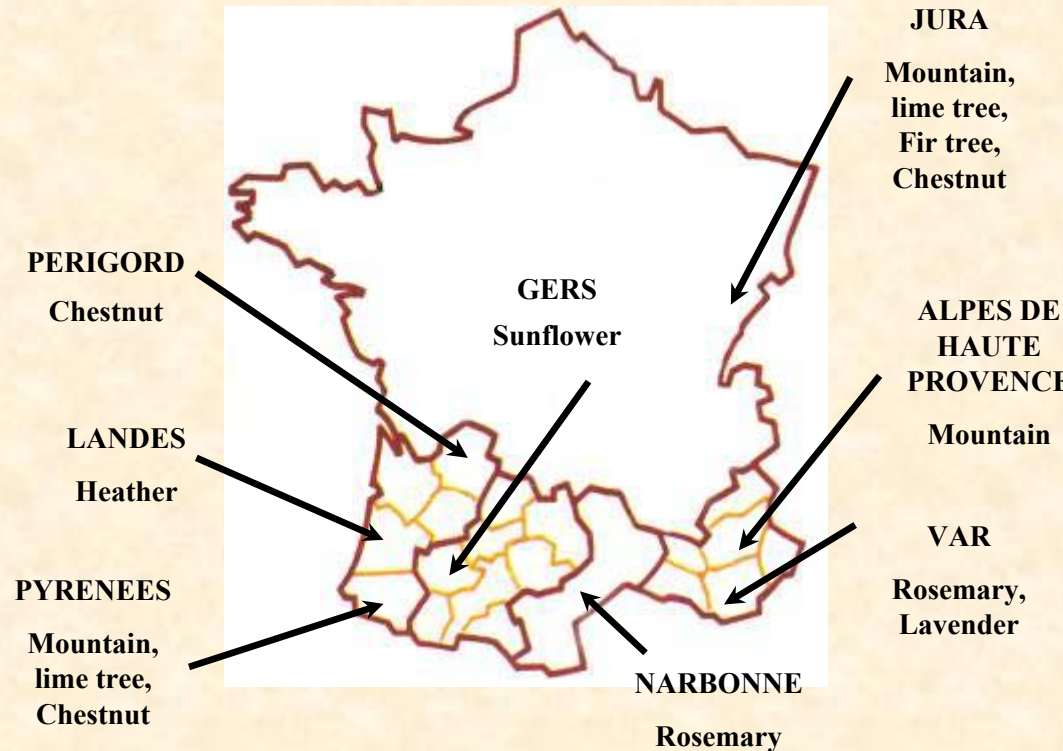 JURA
Mountain,
lime tree,
Fir tree,
Chestnut
PERIGORD
Chestnut
GERS
Sunflower
ALPES DE
HAUTE
PROVENCE
Mountain
LANDES
Heather
VAR
Rosemary,
Lavender
PYRENEES
Mountain,
lime tree,
Chestnut
NARBONNE
Rosemary